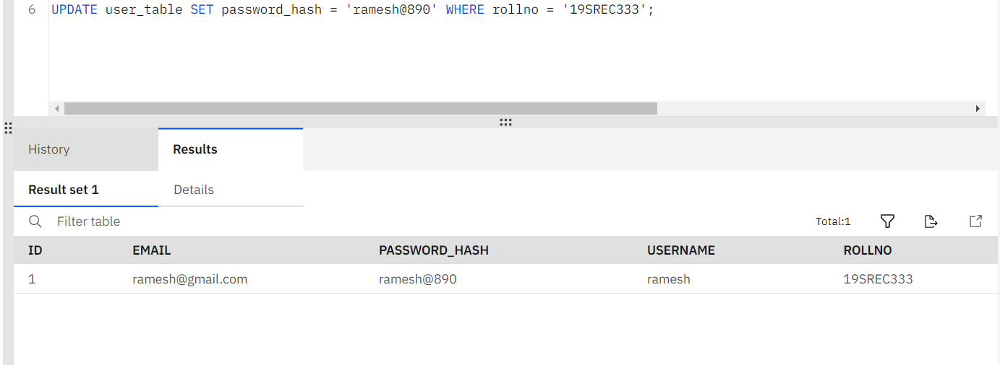 6 UPDATE user_table SET password_hash = 'ramesh@890' WHERE rollno = '19SREC333';
History Results
Result set 1 Details
Filter table Total:1
ID EMAIL PASSWORD_HASH USERNAME ROLLNO
1 ramesh@gmail.com ramesh@890 ramesh 19SREC333